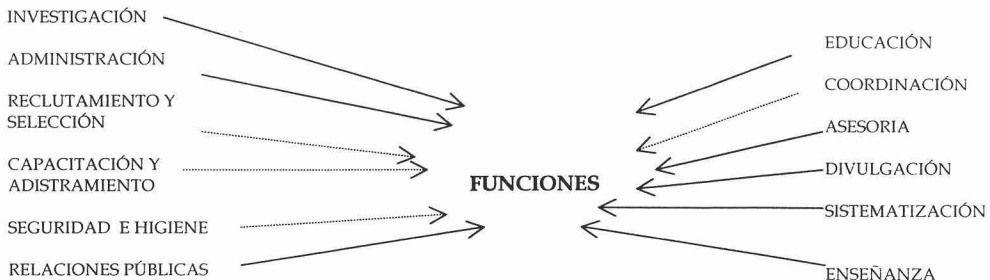 INVESTIGACIÓN
ADMINISTRACIÓN
RECLUTAMIENTO Y
SELECCIÓN
CAPACITACIÓN Y
ADISTRAMIENTO
SEGURIDAD E HIGIENE
RELACIONES PÚBLICAS
FUNCIONES
EDUCACIÓN
COORDINACIÓN
ASESORIA
DIVULGACIÓN
SISTEMATIZACIÓN
ENSEÑANZA